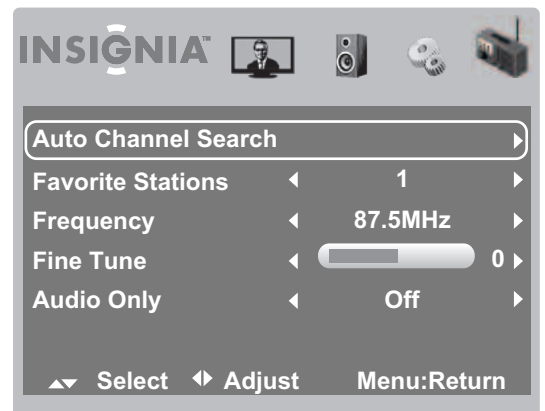 INSIGNIA™
Auto Channel Search
Favorite Stations 1
Frequency 87.5MHz
Fine Tune 0
Audio Only Off
Select Adjust Menu:Return